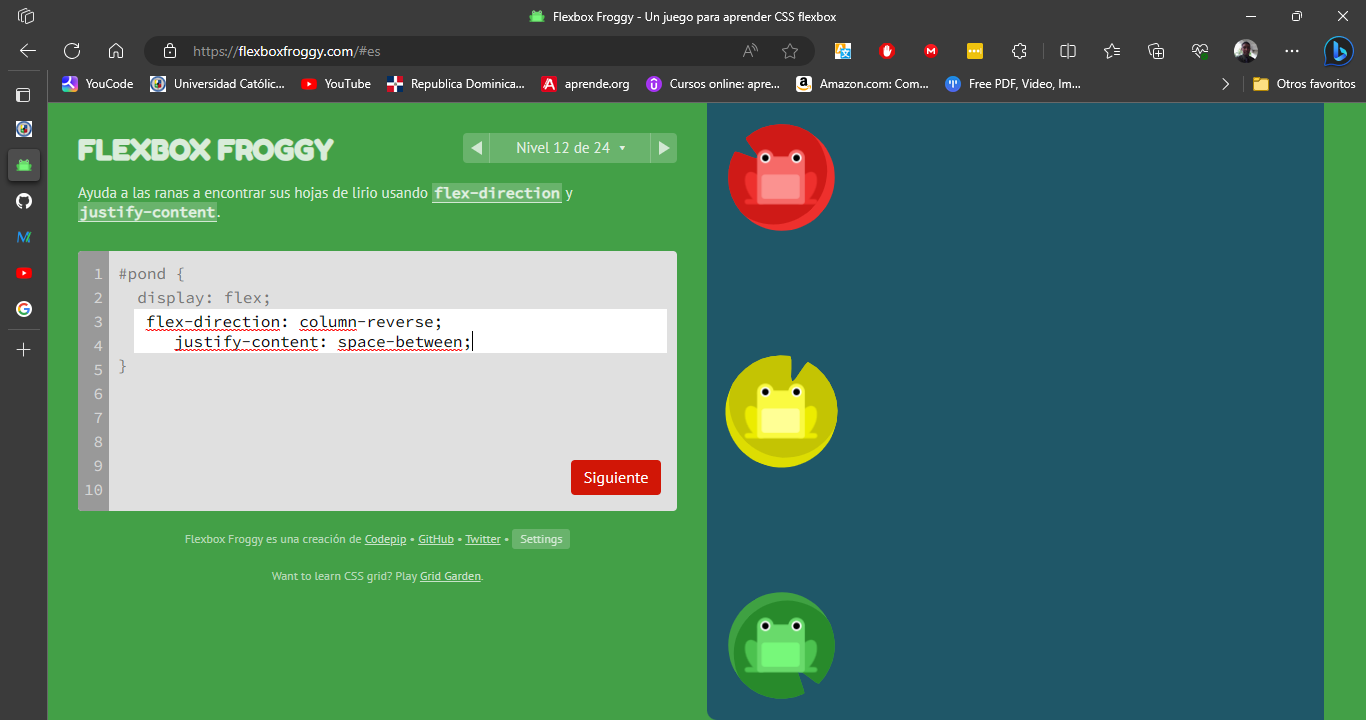 Flexbox Froggy - Un juego para aprender CSS flexbox
https://flexboxfroggy.com/#es
YouCode
Universidad Católic...
YouTube
Republica Dominica...
aprende.org
Cursos online: apre...
Amazon.com: Com...
Free PDF, Video, Im...
Otros favoritos
FLEXBOX FROGGY
Nivel 12 de 24
Ayuda a las ranas a encontrar sus hojas de lirio usando flex-direction y
justify-content.
1 #pond {
2 display: flex;
3 flex-direction: column-reverse;
4 justify-content: space-between;
5 }
6
7
8
9
10
Siguiente
Flexbox Froggy es una creación de Codepip • GitHub • Twitter • Settings
Want to learn CSS grid? Play Grid Garden.